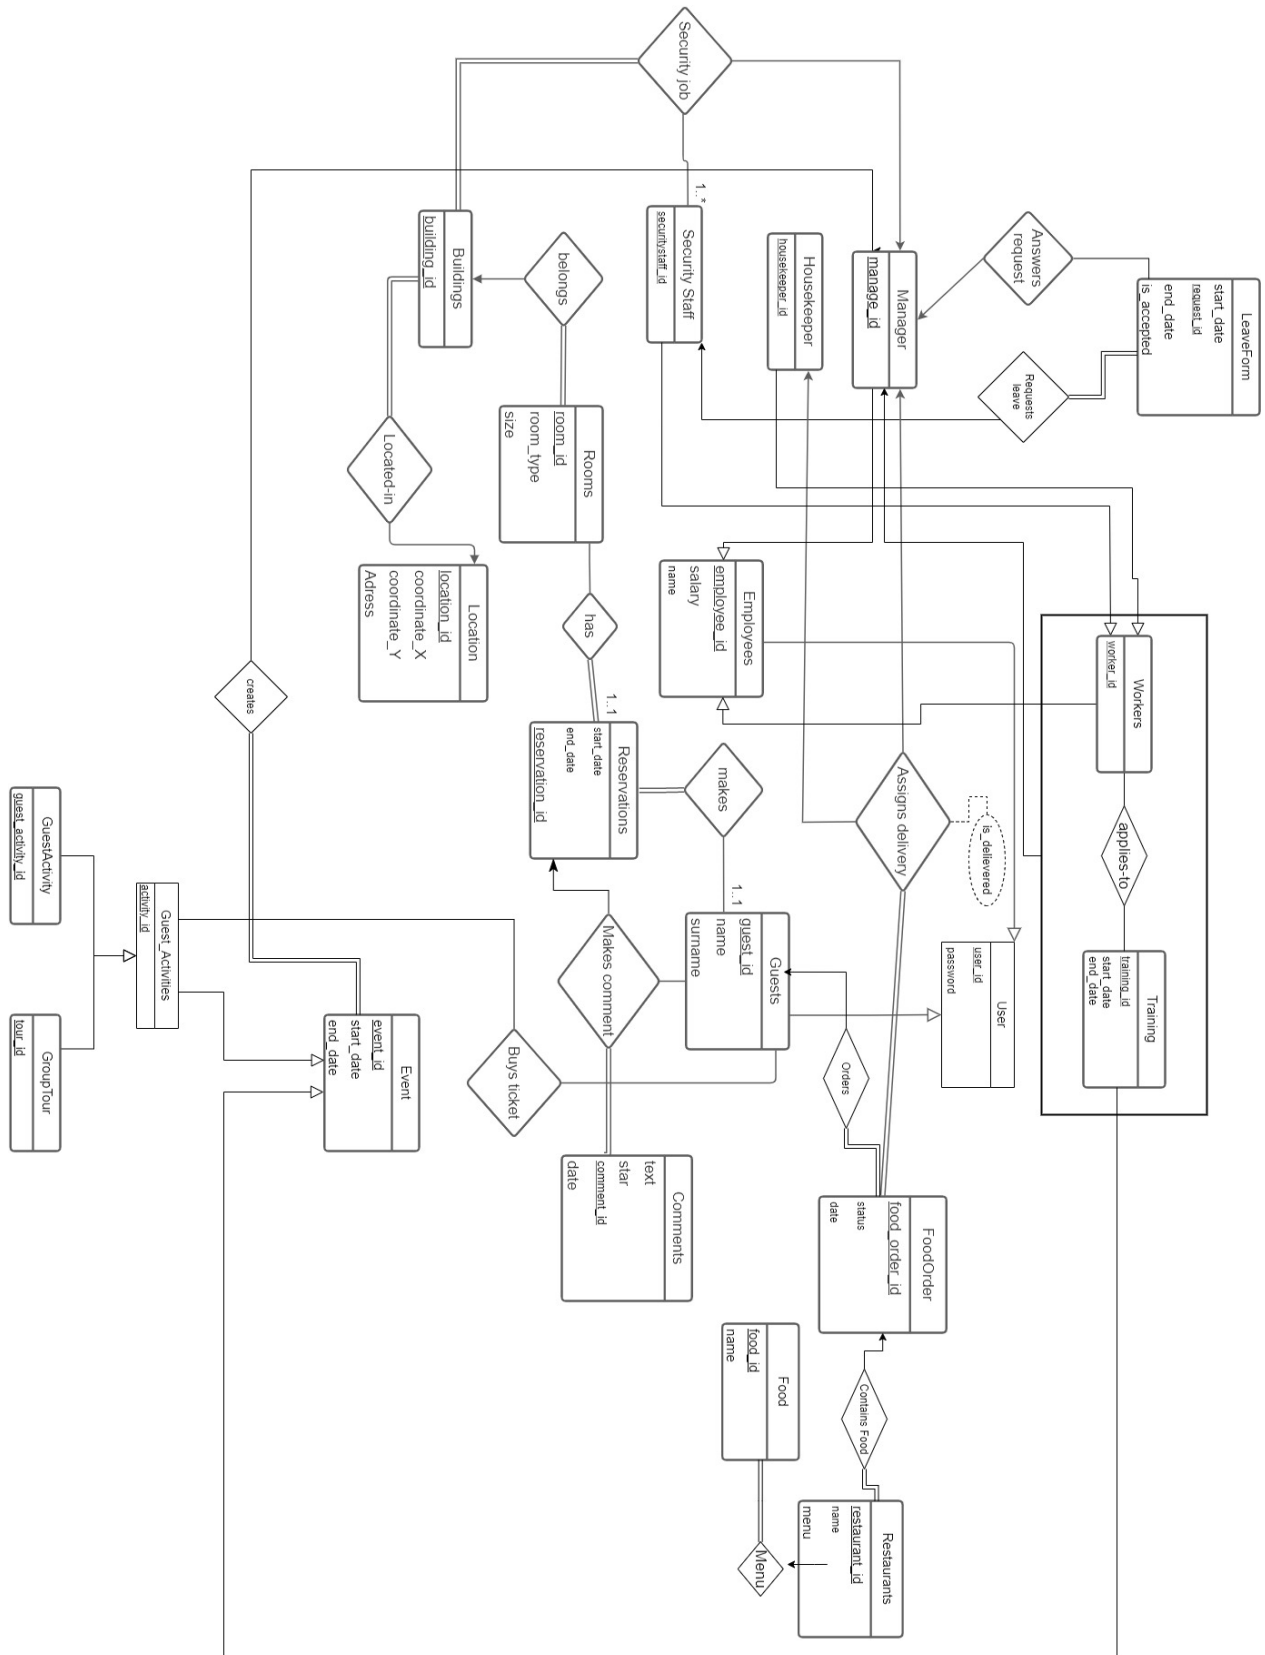 LeaveForm
start_date
request_id
end_date
is_accepted
Answers
request
Requests
leave
Security job
Manager
manage_id
Housekeeper
housekeeper_id
1..*
Security Staff
securitystaff_id
Buildings
building_id
belongs
Rooms
room_id
room_type
size
Located-in
Location
location_id
coordinate_X
coordinate_Y
Adress
Employees
employee_id
salary
name
has
1..1
Workers
worker_id
applies-to
Training
training_id
start_date
end_date
Assigns delivery
is_delievered
User
user_id
password
makes
1..1
Reservations
start_date
end_date
reservation_id
creates
Guests
guest_id
name
surname
Makes comment
Orders
Buys ticket
Guest_Activities
activity_id
GuestActivity
guest_activity_id
GroupTour
tour_id
Event
event_id
start_date
end_date
Comments
text
star
comment_id
date
FoodOrder
food_order_id
status
date
Contains Food
Food
food_id
name
Menu
Restaurants
restaurant_id
name
menu